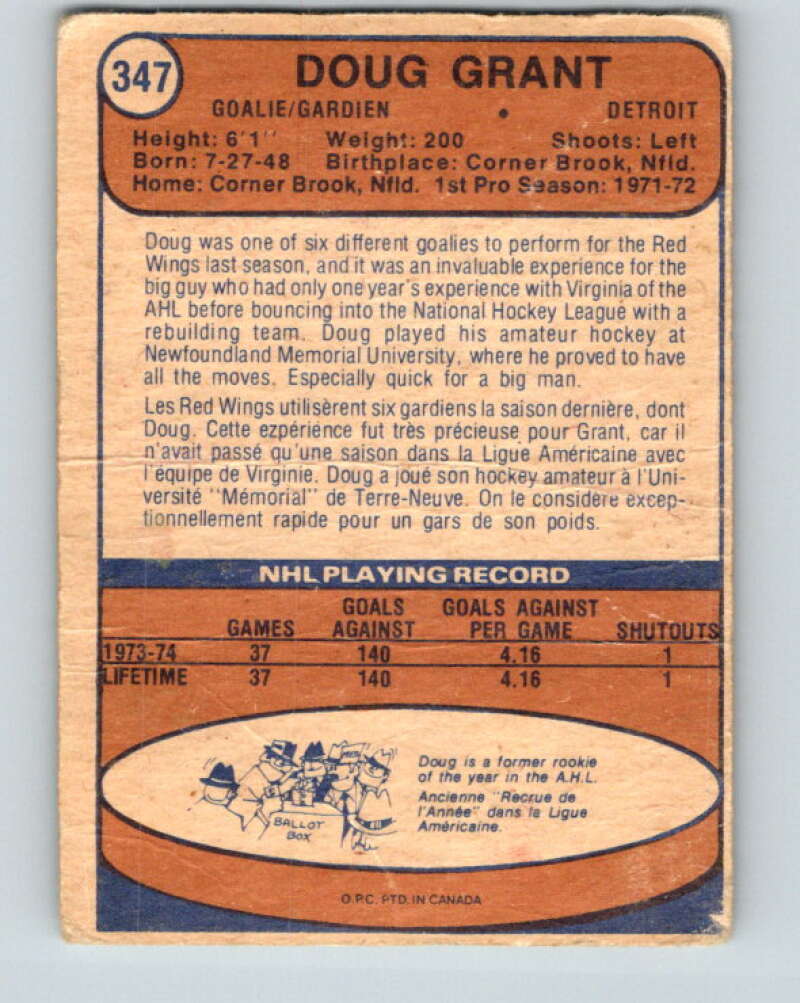 347
DOUG GRANT
GOALIE/GARDIEN • DETROIT
Height: 6'1" Weight: 200 Shoots: Left
Born: 7-27-48 Birthplace: Corner Brook, Nfld.
Home: Corner Brook, Nfld. 1st Pro Season: 1971-72
Doug was one of six different goalies to perform for the Red
Wings last season, and it was an invaluable experience for the
big guy who had only one year's experience with Virginia of the
AHL before bouncing into the National Hockey League with a
rebuilding team. Doug played his amateur hockey at
Newfoundland Memorial University, where he proved to have
all the moves. Especially quick for a big man.
Les Red Wings utilisèrent six gardiens la saison dernière, dont
Doug. Cette ezpérience fut très précieuse pour Grant, car il
n'avait passé qu'une saison dans la Ligue Américaine avec
l'équipe de Virginie. Doug a joué son hockey amateur à l'Uni-
versité "Mémorial" de Terre-Neuve. On le considère excep-
tionnellement rapide pour un gars de son poids.
NHL PLAYING RECORD
GOALS GOALS AGAINST
GAMES AGAINST PER GAME SHUTOUTS
1973-74 37 140 4.16 1
LIFETIME 37 140 4.16 1
BALLOT
BOX
Doug is a former rookie
of the year in the A.H.L.
Ancienne "Recrue de
l'Année" dans la Ligue
Américaine.
O.P.C. PTD. IN CANADA